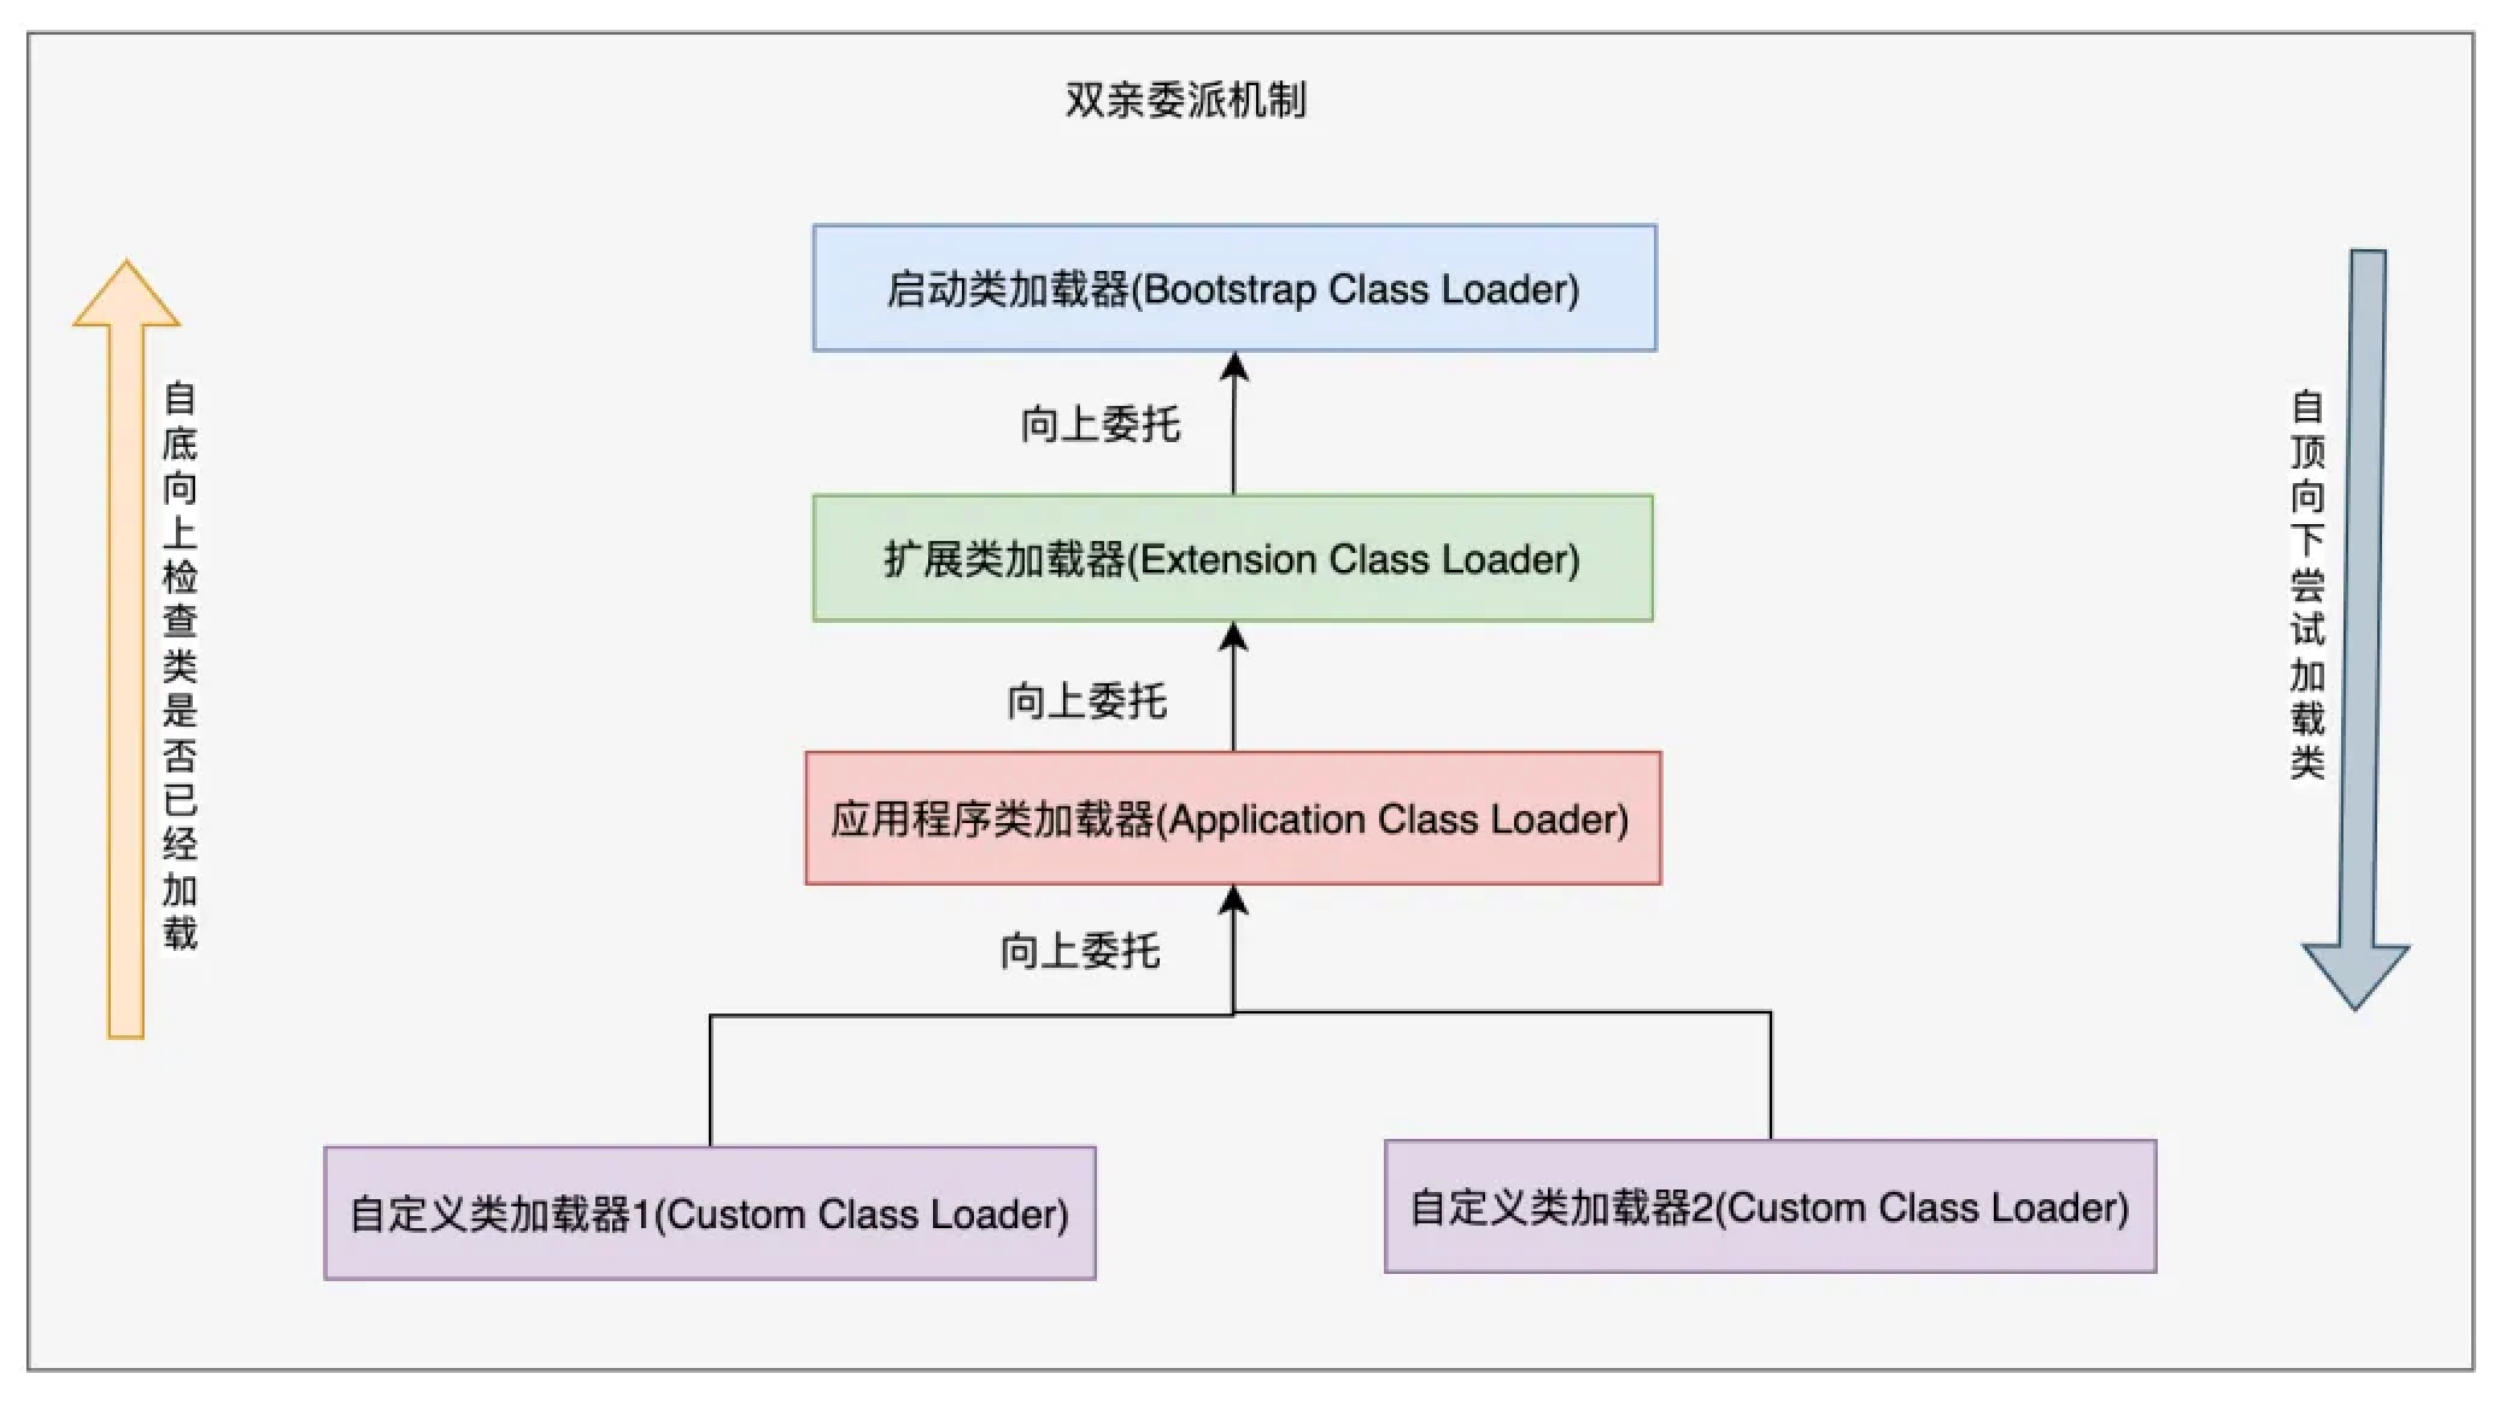 双亲委派机制
启动类加载器(Bootstrap Class Loader)
向上委托
扩展类加载器(Extension Class Loader)
向上委托
应用程序类加载器(Application Class Loader)
向上委托
自定义类加载器1(Custom Class Loader)
自定义类加载器2(Custom Class Loader)
自底向上检查类是否已经加载
自顶向下尝试加载类